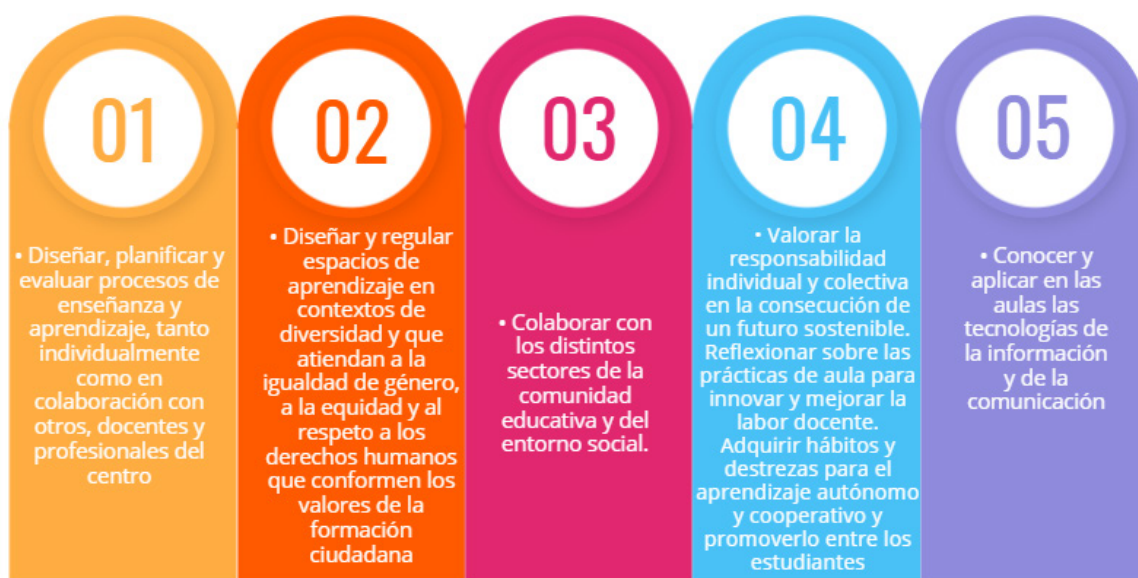 01
• Diseñar, planificar y
evaluar procesos de
enseñanza y
aprendizaje, tanto
individualmente
como en
colaboración con
otros, docentes y
profesionales del
centro
02
• Diseñar y regular
espacios de
aprendizaje en
contextos de
diversidad y que
atiendan a la
igualdad de género,
a la equidad y al
respeto a los
derechos humanos
que conformen los
valores de la
formación
ciudadana
03
• Colaborar con
los distintos
sectores de la
comunidad
educativa y del
entorno social.
04
• Valorar la
responsabilidad
individual y colectiva
en la consecución de
un futuro sostenible.
Reflexionar sobre las
prácticas de aula para
innovar y mejorar la
labor docente.
Adquirir hábitos y
destrezas para el
aprendizaje autónomo
y cooperativo y
promoverlo entre los
estudiantes
05
• Conocer y
aplicar en las
aulas las
tecnologías de
la información
y de la
comunicación